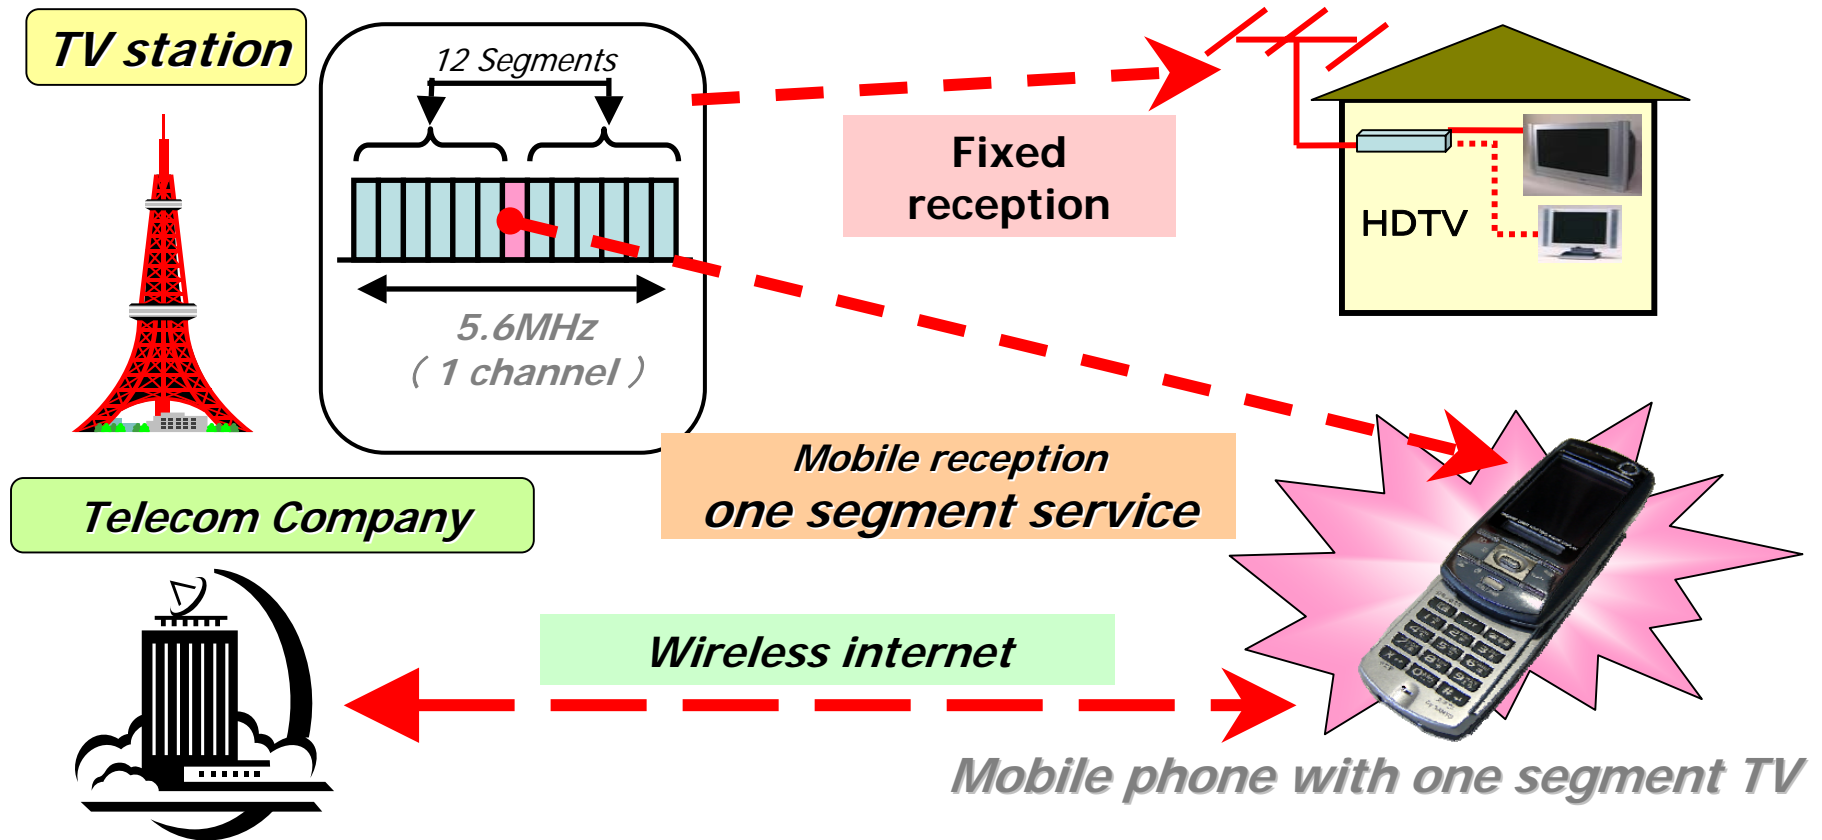 TV station
12 Segments
5.6MHz
（ 1 channel ）
Fixed
reception
HDTV
Mobile reception
one segment service
Telecom Company
Wireless internet
Mobile phone with one segment TV